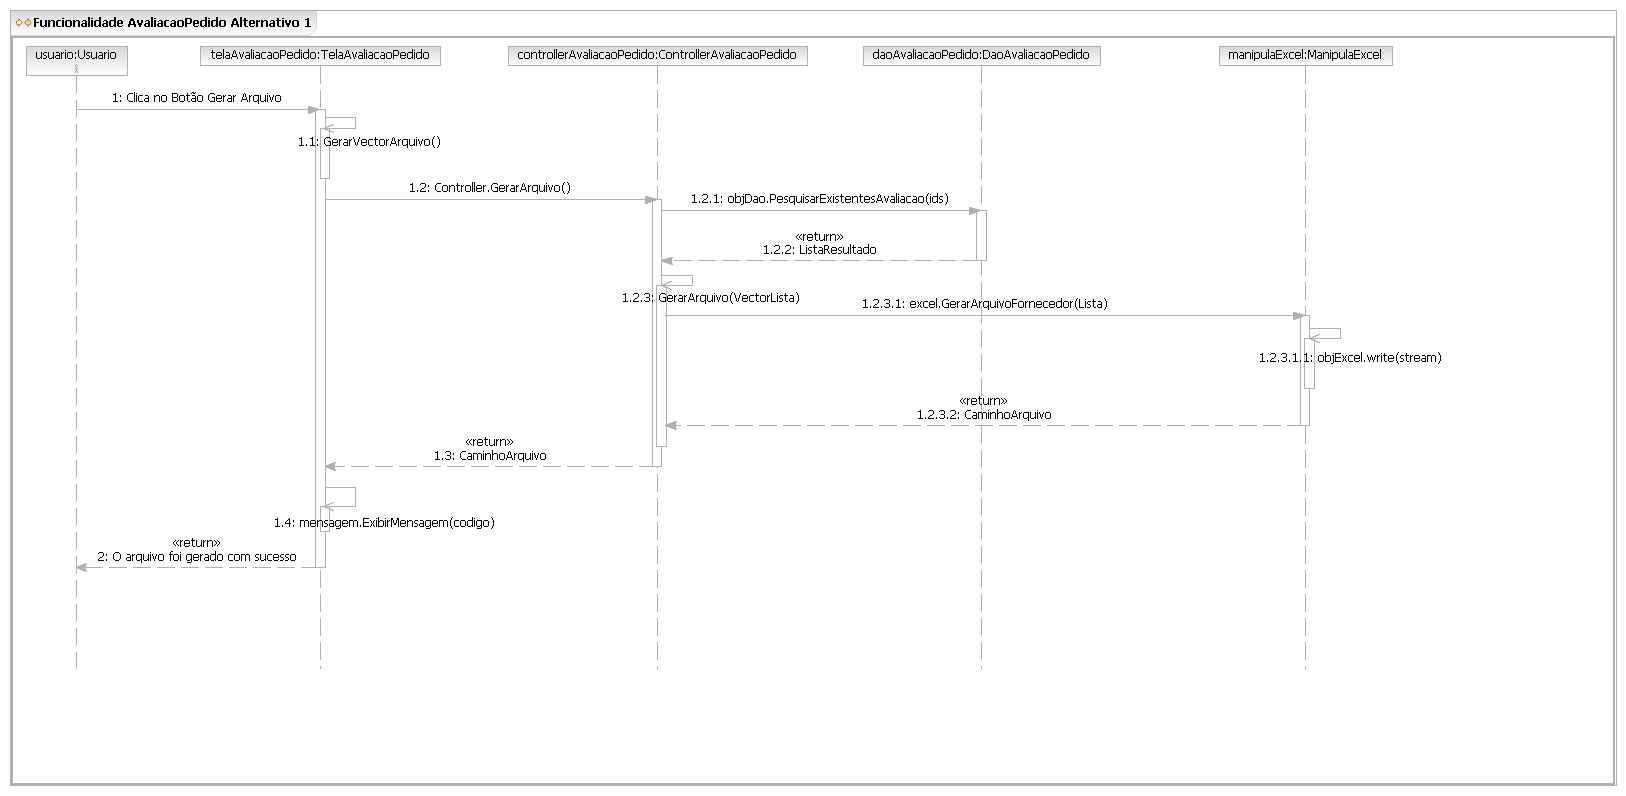 Funcionalidade AvaliacaoPedido Alternativo 1
usuario:Usuario
telaAvaliacaoPedido:TelaAvaliacaoPedido
controllerAvaliacaoPedido:ControllerAvaliacaoPedido
daoAvaliacaoPedido:DaoAvaliacaoPedido
manipulaExcel:ManipulaExcel
1: Clica no Botão Gerar Arquivo
1.1: GerarVectorArquivo()
1.2: Controller.GerarArquivo()
1.2.1: objDao.PesquisarExistentesAvaliacao(ids)
«return»
1.2.2: ListaResultado
1.2.3: GerarArquivo(VectorLista)
1.2.3.1: excel.GerarArquivoFornecedor(Lista)
1.2.3.1.1: objExcel.write(stream)
«return»
1.2.3.2: CaminhoArquivo
«return»
1.3: CaminhoArquivo
1.4: mensagem.ExibirMensagem(codigo)
«return»
2: O arquivo foi gerado com sucesso